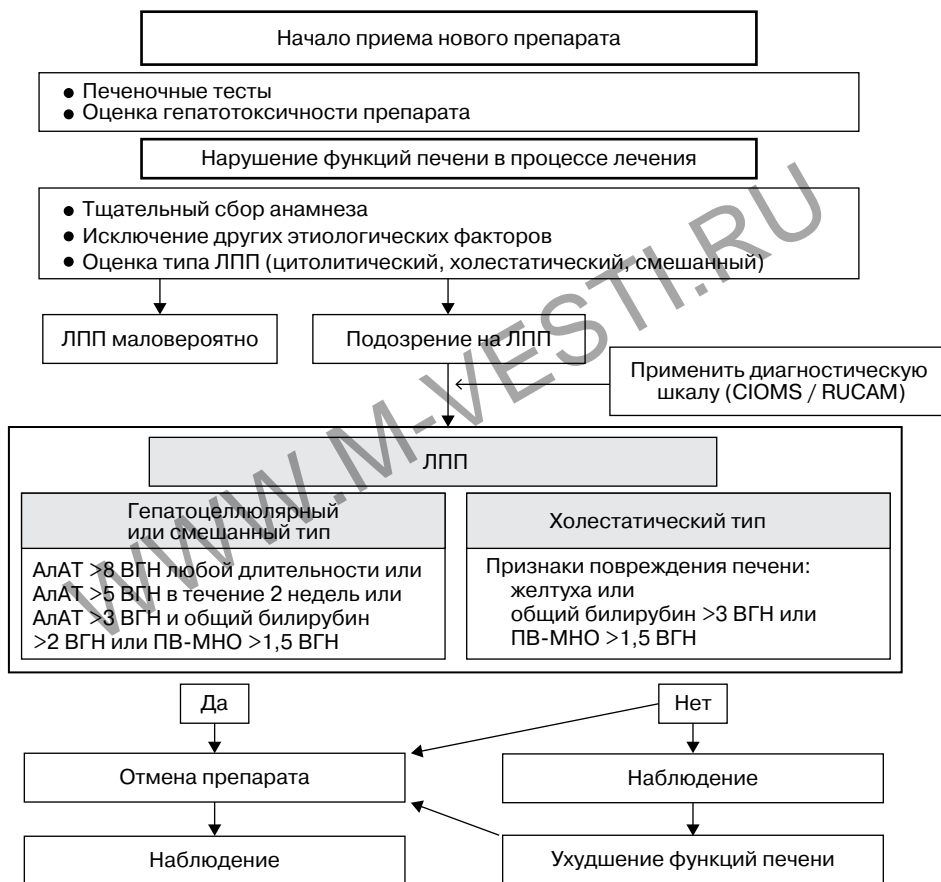 Начало приема нового препарата
● Печеночные тесты
● Оценка гепатотоксичности препарата
Нарушение функций печени в процессе лечения
● Тщательный сбор анамнеза
● Исключение других этиологических факторов
● Оценка типа ЛПП (цитолитический, холестатический, смешанный)
ЛПП маловероятно
Подозрение на ЛПП
Применить диагностическую
шкалу (CIOMS / RUCAM)
ЛПП
Гепатоцеллюлярный
или смешанный тип
АлАТ >8 ВГН любой длительности или
АлАТ >5 ВГН в течение 2 недель или
АлАТ >3 ВГН и общий билирубин
>2 ВГН или ПВ-МНО >1,5 ВГН
Холестатический тип
Признаки повреждения печени:
желтуха или
общий билирубин >3 ВГН или
ПВ-МНО >1,5 ВГН
Да
Нет
Отмена препарата
Наблюдение
Наблюдение
Ухудшение функций печени
WWW.M-VESTI.RU